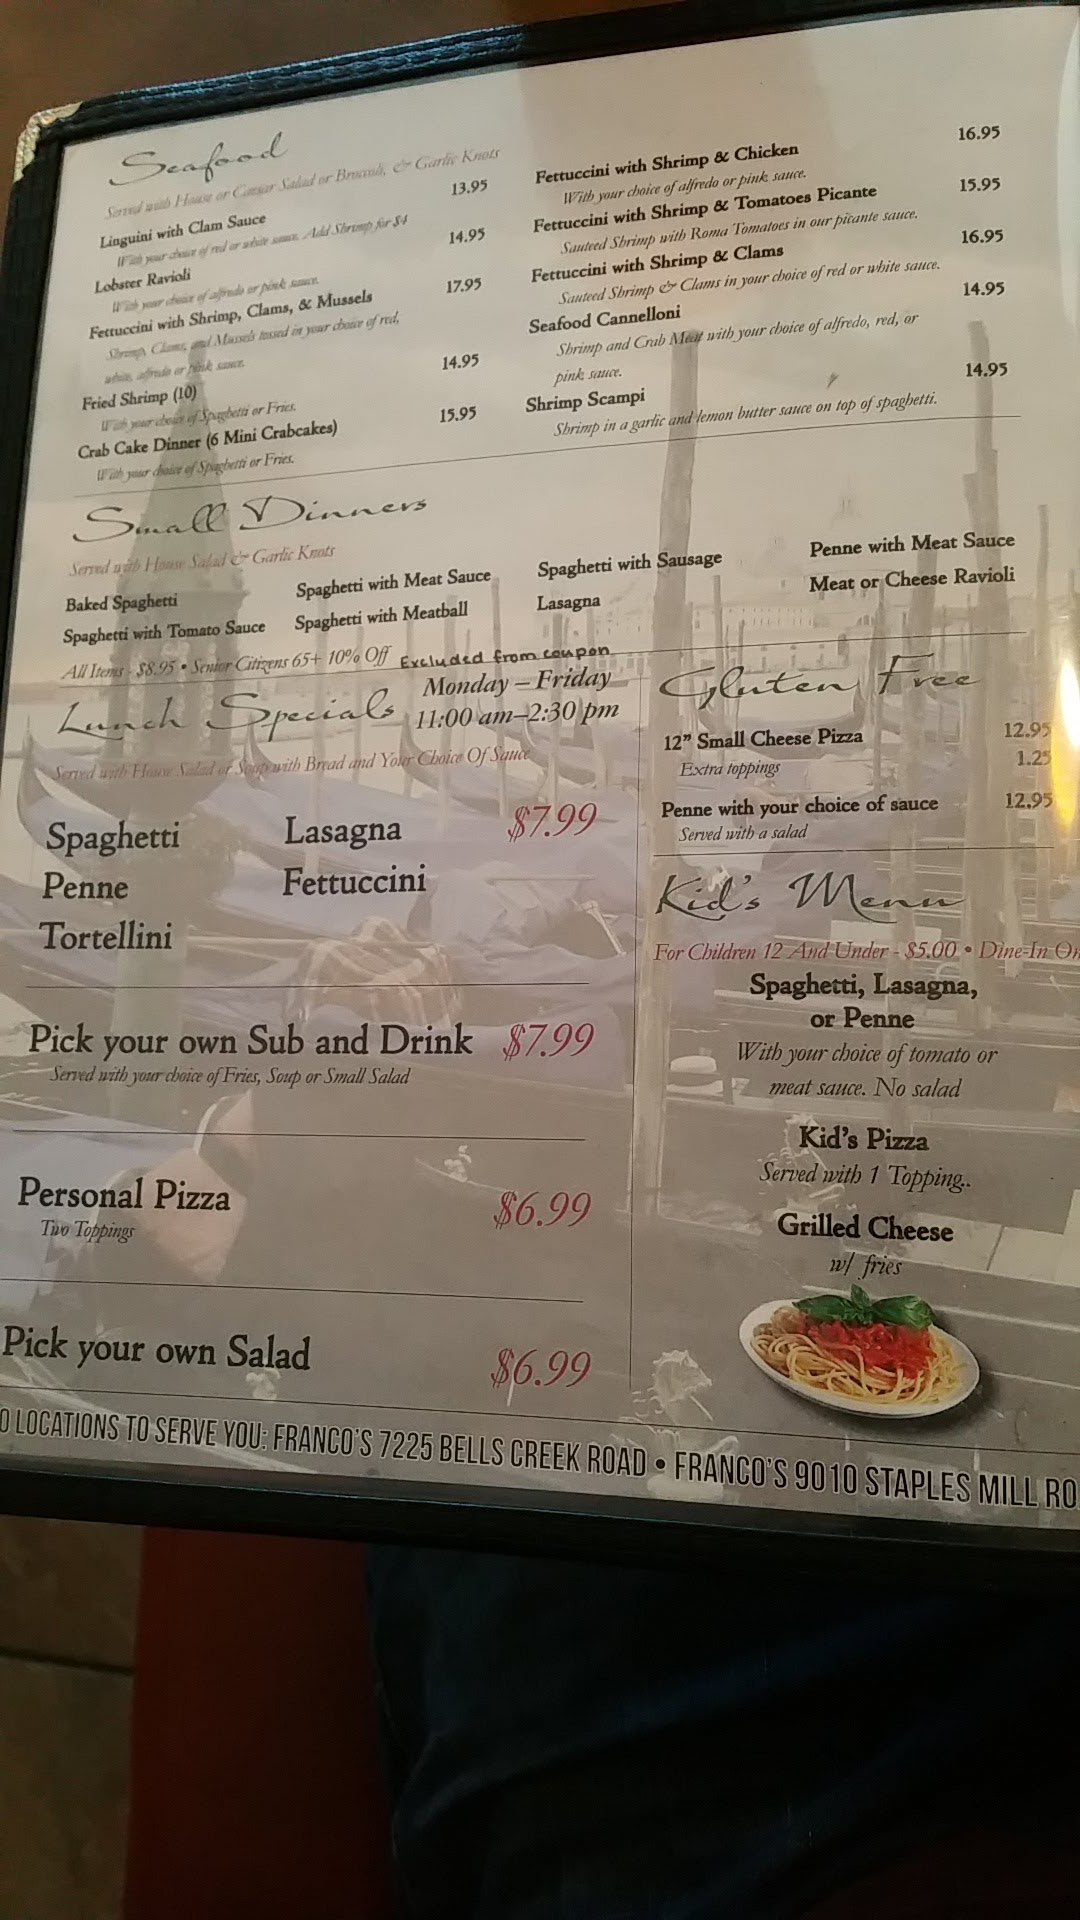 Seafood
Served with House or Caesar Salad or Broccoli, & Garlic Knots
Linguini with Clam Sauce 13.95
With your choice of red or white sauce. Add Shrimp for $4
Lobster Ravioli 14.95
With your choice of alfredo or pink sauce.
Fettuccini with Shrimp, Clams, & Mussels 17.95
Shrimp, Clams, and Mussels tossed in your choice of red,
white, alfredo or pink sauce.
Fried Shrimp (10) 14.95
With your choice of Spaghetti or Fries.
Crab Cake Dinner (6 Mini Crabcakes) 15.95
With your choice of Spaghetti or Fries.
Fettuccini with Shrimp & Chicken 16.95
With your choice of alfredo or pink sauce.
Fettuccini with Shrimp & Tomatoes Picante 15.95
Sauteed Shrimp with Roma Tomatoes in our picante sauce.
Fettuccini with Shrimp & Clams 16.95
Sauteed Shrimp & Clams in your choice of red or white sauce.
Seafood Cannelloni 14.95
Shrimp and Crab Meat with your choice of alfredo, red, or
pink sauce.
Shrimp Scampi 14.95
Shrimp in a garlic and lemon butter sauce on top of spaghetti.
Small Dinners
Served with House Salad & Garlic Knots
Baked Spaghetti
Spaghetti with Tomato Sauce
Spaghetti with Meat Sauce
Spaghetti with Meatball
Spaghetti with Sausage
Lasagna
Penne with Meat Sauce
Meat or Cheese Ravioli
All Items - $8.95 • Senior Citizens 65+ 10% Off Excluded from coupon
Lunch Specials
Monday – Friday
11:00 am–2:30 pm
Served with House Salad or Soup with Bread and Your Choice Of Sauce
Spaghetti
Penne
Tortellini
Lasagna
Fettuccini
$7.99
Pick your own Sub and Drink $7.99
Served with your choice of Fries, Soup or Small Salad
Personal Pizza $6.99
Two Toppings
Pick your own Salad $6.99
Gluten Free
12" Small Cheese Pizza 12.95
Extra toppings 1.25
Penne with your choice of sauce 12.95
Served with a salad
Kid's Menu
For Children 12 And Under - $5.00 • Dine-In On
Spaghetti, Lasagna,
or Penne
With your choice of tomato or
meat sauce. No salad
Kid's Pizza
Served with 1 Topping..
Grilled Cheese
w/ fries
O LOCATIONS TO SERVE YOU: FRANCO'S 7225 BELLS CREEK ROAD • FRANCO'S 9010 STAPLES MILL RO